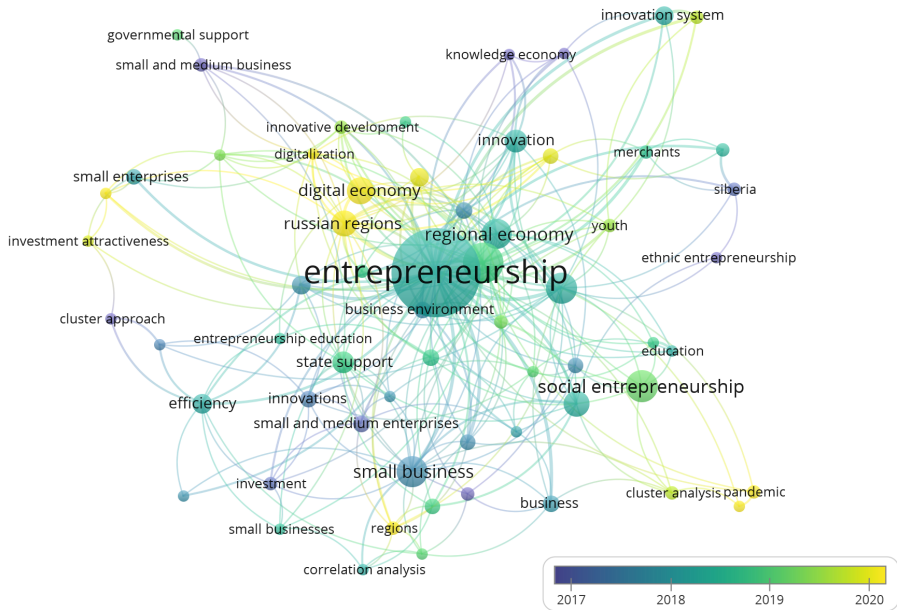 innovation system
governmental support
knowledge economy
small and medium business
innovative development
innovation
digitalization
merchants
small enterprises
digital economy
siberia
russian regions
youth
regional economy
investment attractiveness
ethnic entrepreneurship
entrepreneurship
business environment
cluster approach
entrepreneurship education
education
state support
social entrepreneurship
innovations
efficiency
small and medium enterprises
small business
investment
cluster analysis
pandemic
business
small businesses
regions
correlation analysis
2017
2018
2019
2020